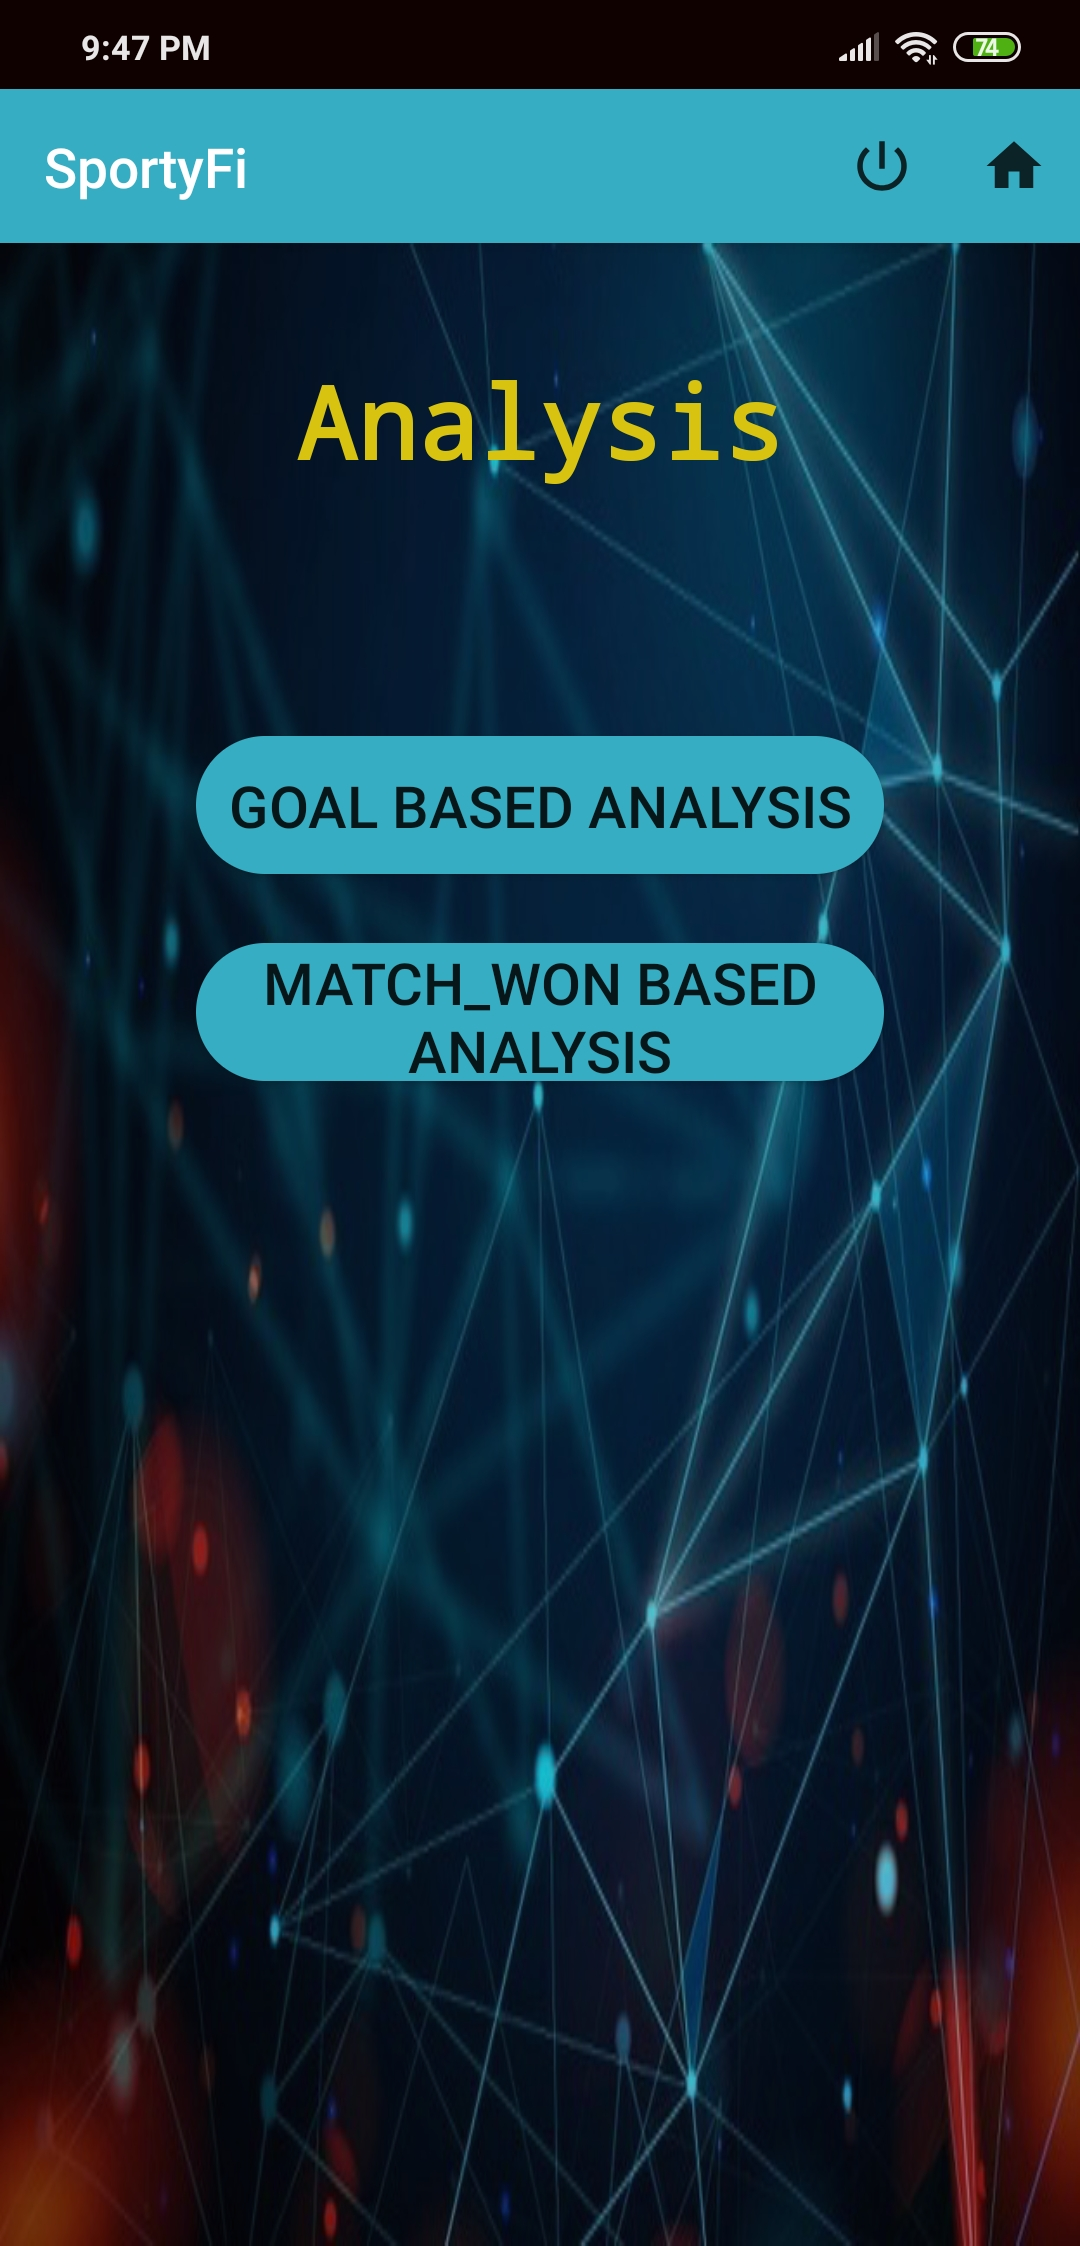 9:47 PM
74
SportyFi
Analysis
GOAL BASED ANALYSIS
MATCH_WON BASED
ANALYSIS